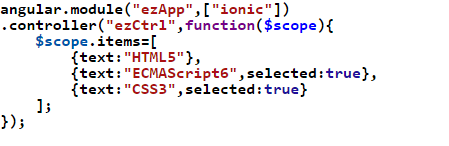 angular.module("ezApp",["ionic"])
.controller("ezCtrl",function($scope){
    $scope.items=[
        {text:"HTML5"},
        {text:"ECMAScript6",selected:true},
        {text:"CSS3",selected:true}
    ];
});